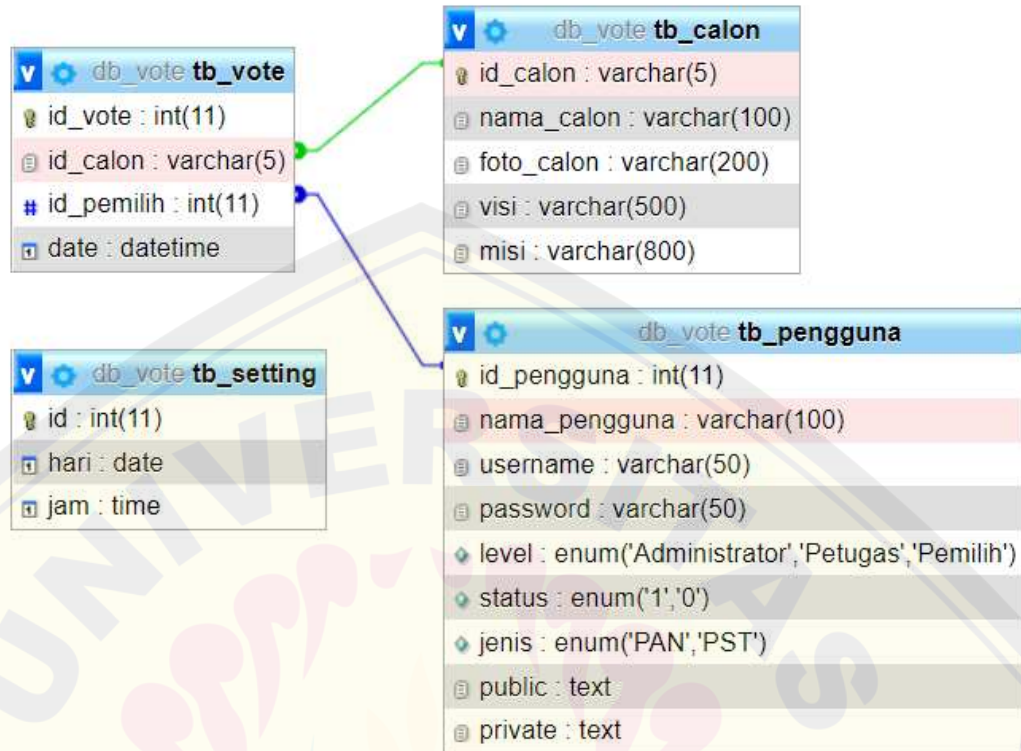 v db_vote tb_vote
id_vote : int(11)
id_calon : varchar(5)
# id_pemilih : int(11)
date : datetime
v db_vote tb_calon
id_calon : varchar(5)
nama_calon : varchar(100)
foto_calon : varchar(200)
visi : varchar(500)
misi : varchar(800)
v db_vote tb_setting
id : int(11)
hari : date
jam : time
v db_vote tb_pengguna
id_pengguna : int(11)
nama_pengguna : varchar(100)
username : varchar(50)
password : varchar(50)
level : enum('Administrator','Petugas','Pemilih')
status : enum('1','0')
jenis : enum('PAN','PST')
public : text
private : text
UNIVERSITAS